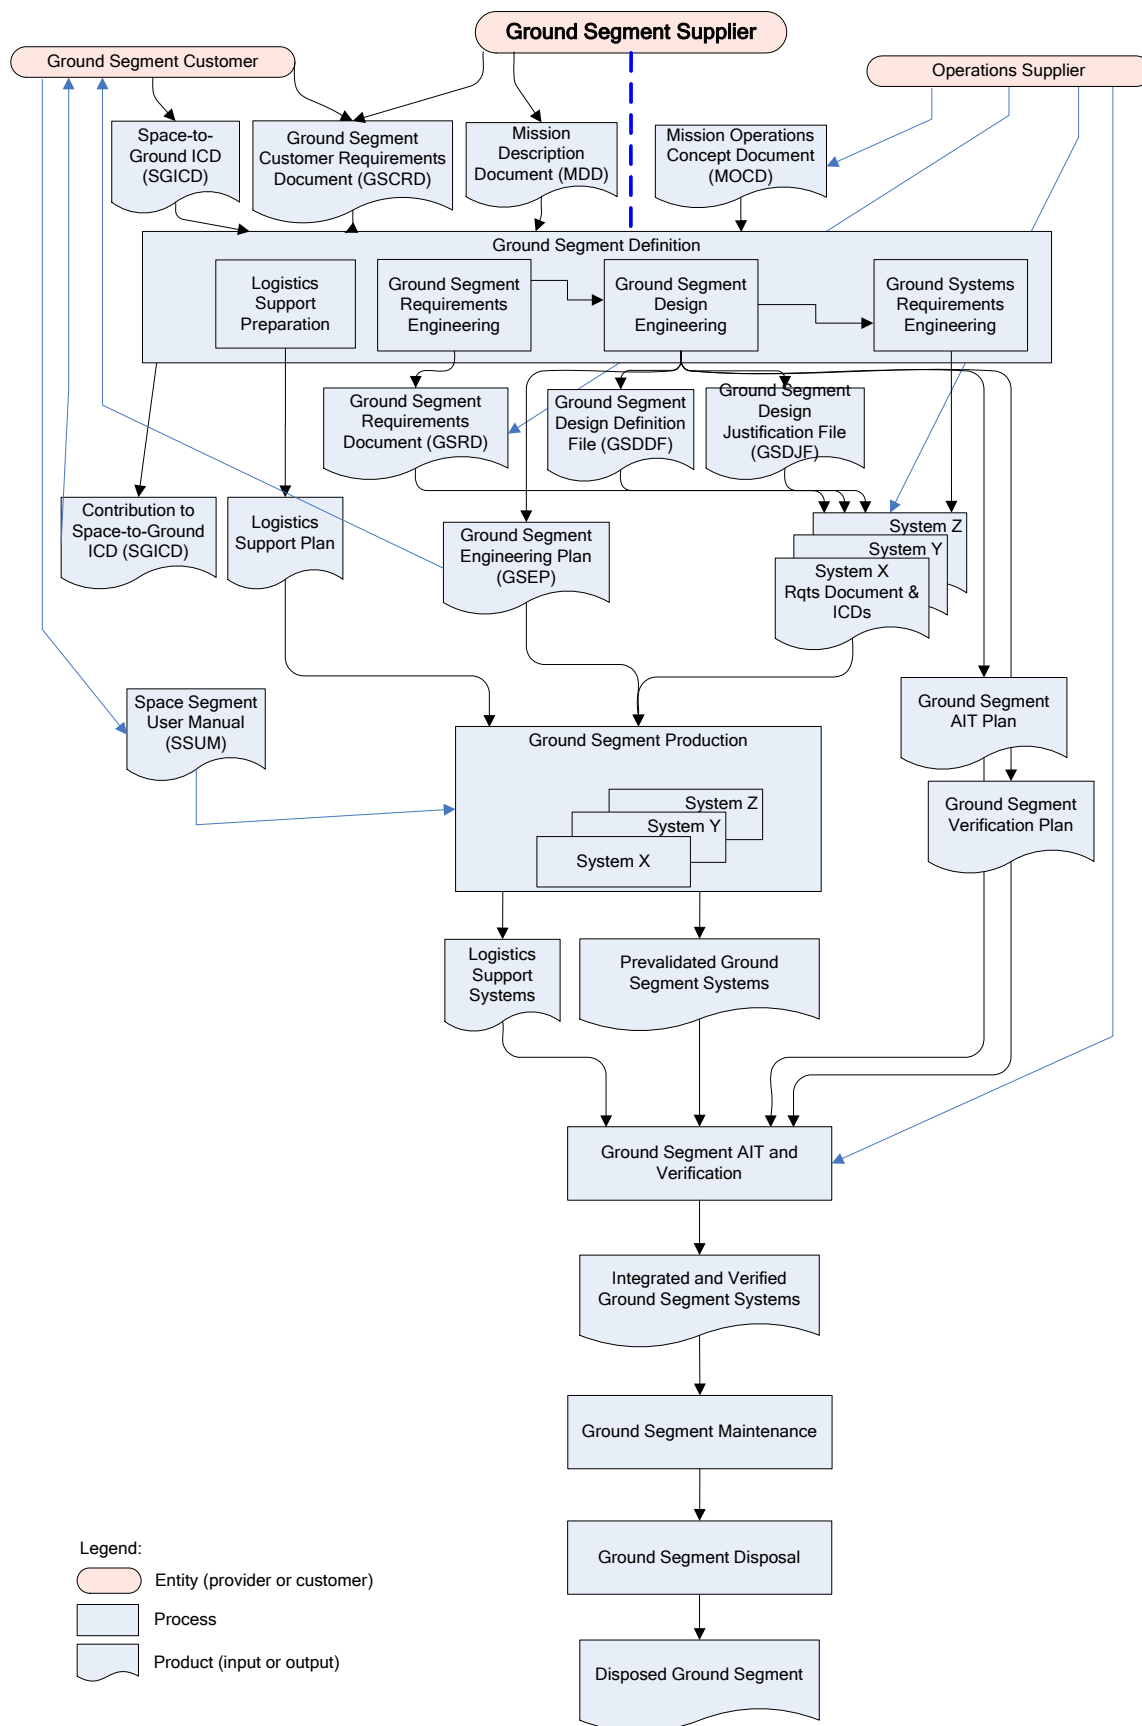 Ground Segment Supplier
Ground Segment Customer
Operations Supplier
Space-to-
Ground ICD
(SGICD)
Ground Segment
Customer Requirements
Document (GSCRD)
Mission
Description
Document (MDD)
Mission Operations
Concept Document
(MOCD)
Ground Segment Definition
Logistics
Support
Preparation
Ground Segment
Requirements
Engineering
Ground Segment
Design
Engineering
Ground Systems
Requirements
Engineering
Ground Segment
Requirements
Document (GSRD)
Ground Segment
Design Definition
File (GSDDF)
Ground Segment
Design
Justification File
(GSDJF)
Contribution to
Space-to-Ground
ICD (SGICD)
Logistics
Support Plan
Ground Segment
Engineering Plan
(GSEP)
System Z
System Y
System X
Rqts Document &
ICDs
Space Segment
User Manual
(SSUM)
Ground Segment
AIT Plan
Ground Segment Production
System Z
System Y
System X
Ground Segment
Verification Plan
Logistics
Support
Systems
Prevalidated Ground
Segment Systems
Ground Segment AIT and
Verification
Integrated and Verified
Ground Segment Systems
Ground Segment Maintenance
Ground Segment Disposal
Disposed Ground Segment
Legend:
Entity (provider or customer)
Process
Product (input or output)